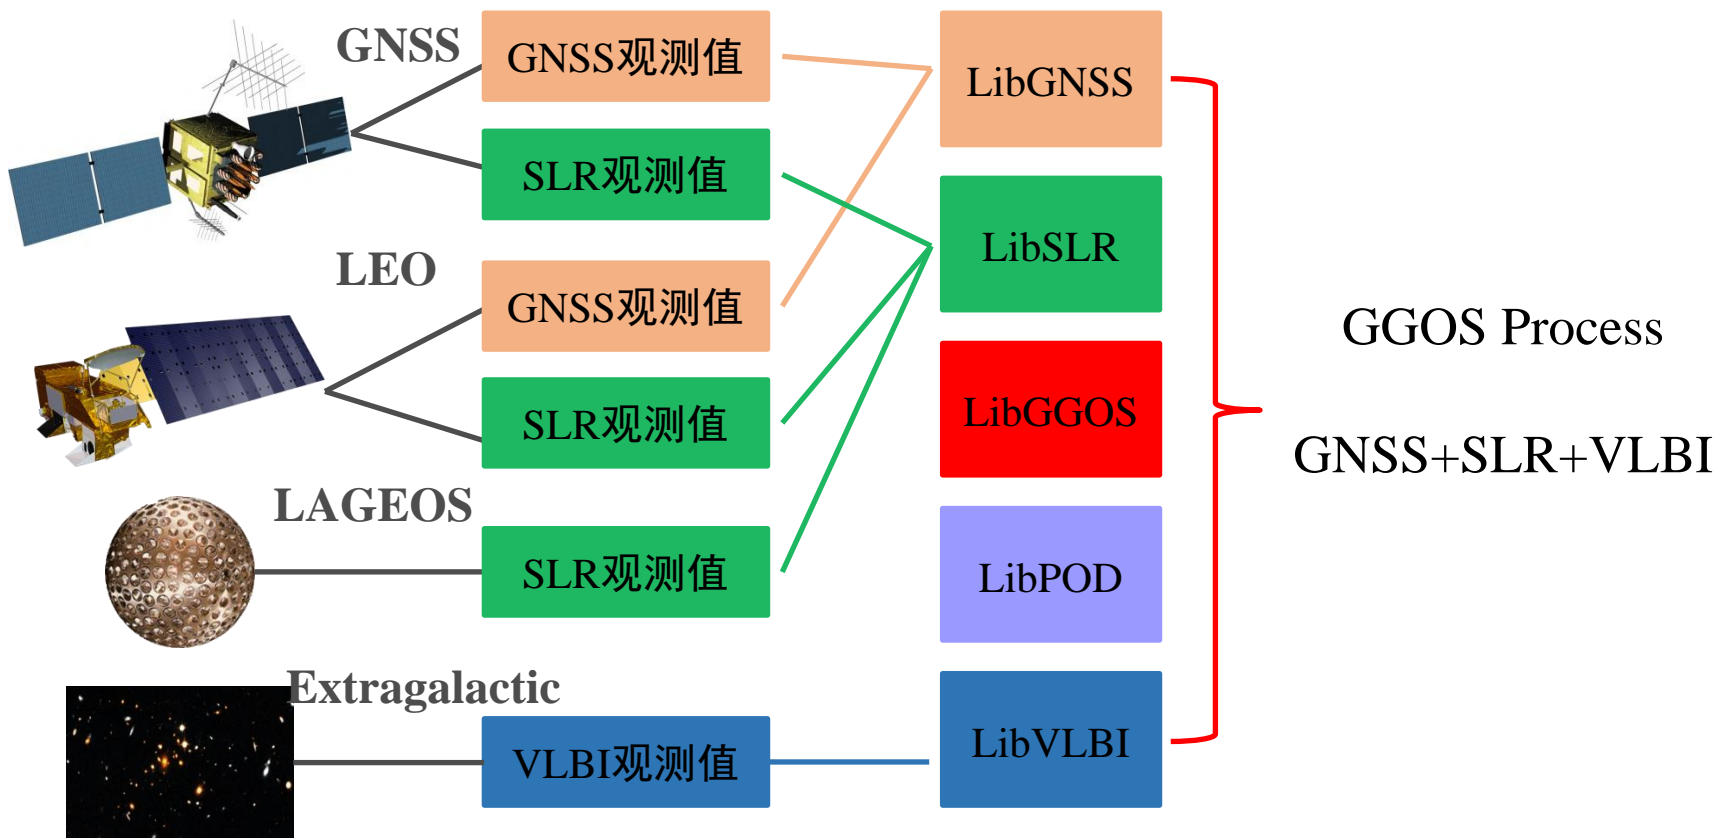 GNSS
GNSS观测值
SLR观测值
LEO
GNSS观测值
SLR观测值
LAGEOS
SLR观测值
Extragalactic
VLBI观测值
LibGNSS
LibSLR
LibGGOS
LibPOD
LibVLBI
GGOS Process
GNSS+SLR+VLBI